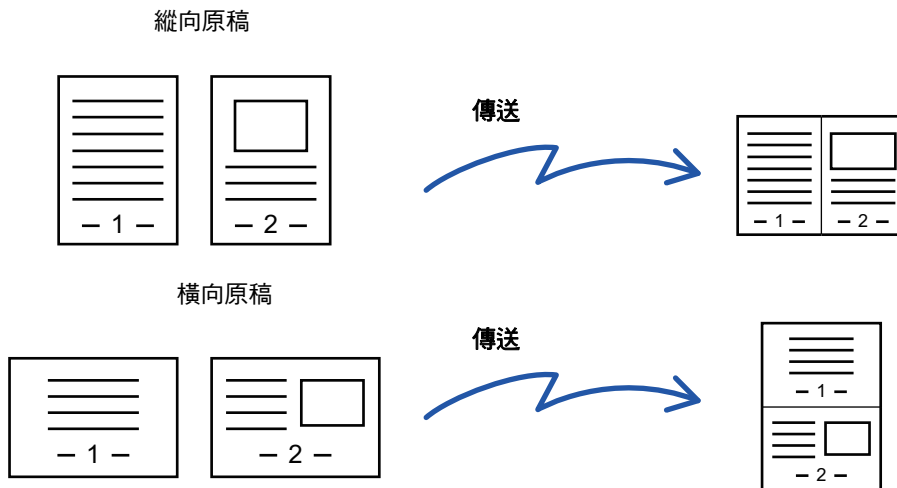 縱向原稿
傳送
– 1 –
– 2 –
– 1 –
– 2 –
橫向原稿
傳送
– 1 –
– 2 –
– 1 –
– 2 –